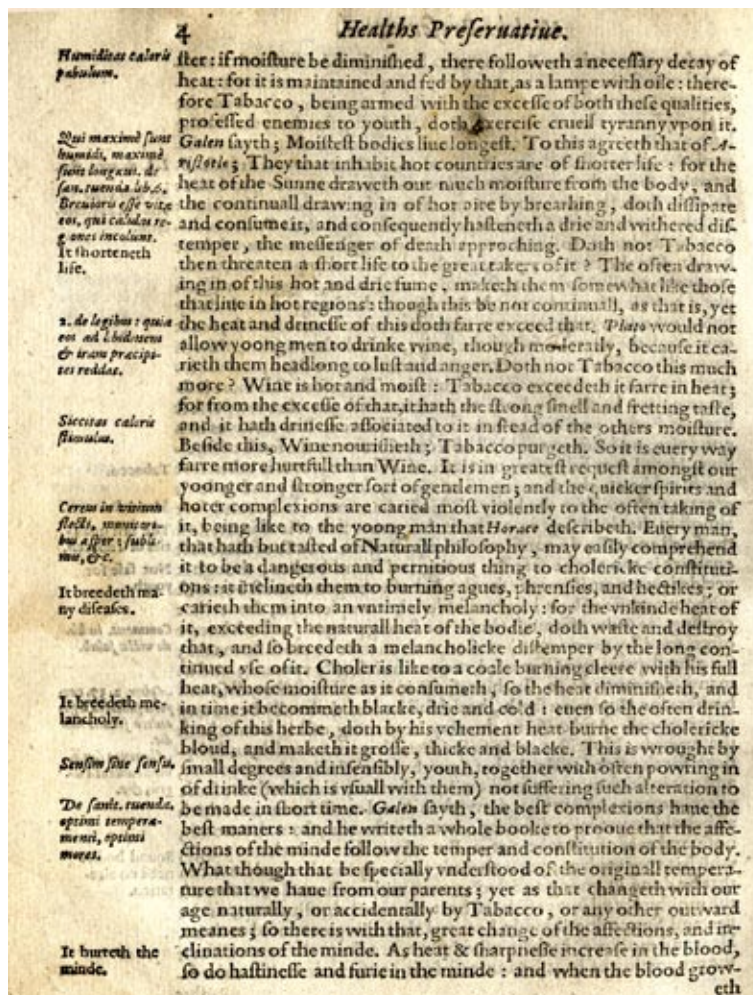 4
Healths Preseruatiue.
Humiditas caloris
pabulum.
ſter: if moiſture be diminiſhed, there followeth a neceſſary decay of
heat: for it is maintained and fed by that, as a lampe with oile: there-
fore Tabacco, being armed with the exceſſe of both theſe qualities,
profeſſed enemies to youth, doth exerciſe cruell tyranny vpon it.
Qui maximè ſunt
humidi, maximè
fient longæui. de
ſan. tuenda lib. 6.
Breuioris eſſe vitæ
eos, qui calidas re-
giones incolunt.
It ſhorteneth
life.
Galen ſayth; Moiſteſt bodies liue longeſt. To this agreeth that of A-
riſtotle; They that inhabit hot countries are of ſhorter life: for the
heat of the Sunne draweth out much moiſture from the body, and
the continuall drawing in of hot aire by breathing, doth diſſipate
and conſume it, and conſequently haſteneth a drie and withered diſ-
temper, the meſſenger of death approching. Doth not Tabacco
then threaten a ſhort life to the great takers of it? The often draw-
ing in of this hot and drie fume, maketh them ſomewhat like thoſe
that liue in hot regions: though this be not continuall, as that is, yet
2. de legibus: quia
eos ad libidinem
& iram præcipi-
tes reddat.
the heat and drineſſe of this doth farre exceed that. Plato would not
allow yoong men to drinke wine, though moderatly, becauſe it ca-
rieth them headlong to luſt and anger. Doth not Tabacco this much
more? Wine is hot and moiſt: Tabacco exceedeth it farre in heat;
for from the exceſſe of that, it hath the ſtrong ſmell and fretting taſte,
Siccitas caloris
ſtimulus.
and it hath drineſſe aſſociated to it in ſtead of the others moiſture.
Beſide this, Wine nouriſheth; Tabacco purgeth. So it is euery way
farre more hurtfull than Wine. It is in greateſt requeſt amongſt our
yoonger and ſtronger ſort of gentlemen; and the quicker ſpirits and
Cereus in vitium
flecti, monitori-
bus aſper: ſubli-
mis, &c.
hoter complexions are caried moſt violently to the often taking of
it, being like to the yoong man that Horace deſcribeth. Euery man,
that hath but taſted of Naturall philoſophy, may eaſily comprehend
it to be a dangerous and pernitious thing to cholericke conſtituti-
It breedeth ma-
ny diſeaſes.
ons: it inclineth them to burning agues, phrenſies, and hectikes; or
carieth them into an vntimely melancholy: for the vnkinde heat of
it, exceeding the naturall heat of the bodie, doth waſte and deſtroy
that, and ſo breedeth a melancholicke diſtemper by the long con-
tinued vſe of it. Choler is like to a coale burning cleere with his full
It breedeth me-
lancholy.
heat, whoſe moiſture as it conſumeth, ſo the heat diminiſheth, and
in time it becommeth blacke, drie and cold: euen ſo the often drin-
king of this herbe, doth by his vehement heat burne the cholericke
bloud, and maketh it groſſe, thicke and blacke. This is wrought by
Senſim ſine ſenſu.
ſmall degrees and inſenſibly, youth, together with often powring in
of drinke (which is vſuall with them) not ſuffering ſuch alteration to
De ſanit. tuenda.
optimi tempera-
menti, optimi
mores.
be made in ſhort time. Galen ſayth, the beſt complexions haue the
beſt maners: and he writeth a whole booke to prooue that the affe-
ctions of the minde follow the temper and conſtitution of the body.
What though that be ſpecially vnderſtood of the originall tempera-
ture that we haue from our parents; yet as that changeth with our
age naturally, or accidentally by Tabacco, or any other outward
meanes; ſo there is with that, great change of the affections, and in-
It hurteth the
minde.
clinations of the minde. As heat & ſharpneſſe increaſe in the blood,
ſo do haſtineſſe and furie in the minde: and when the blood grow-
eth